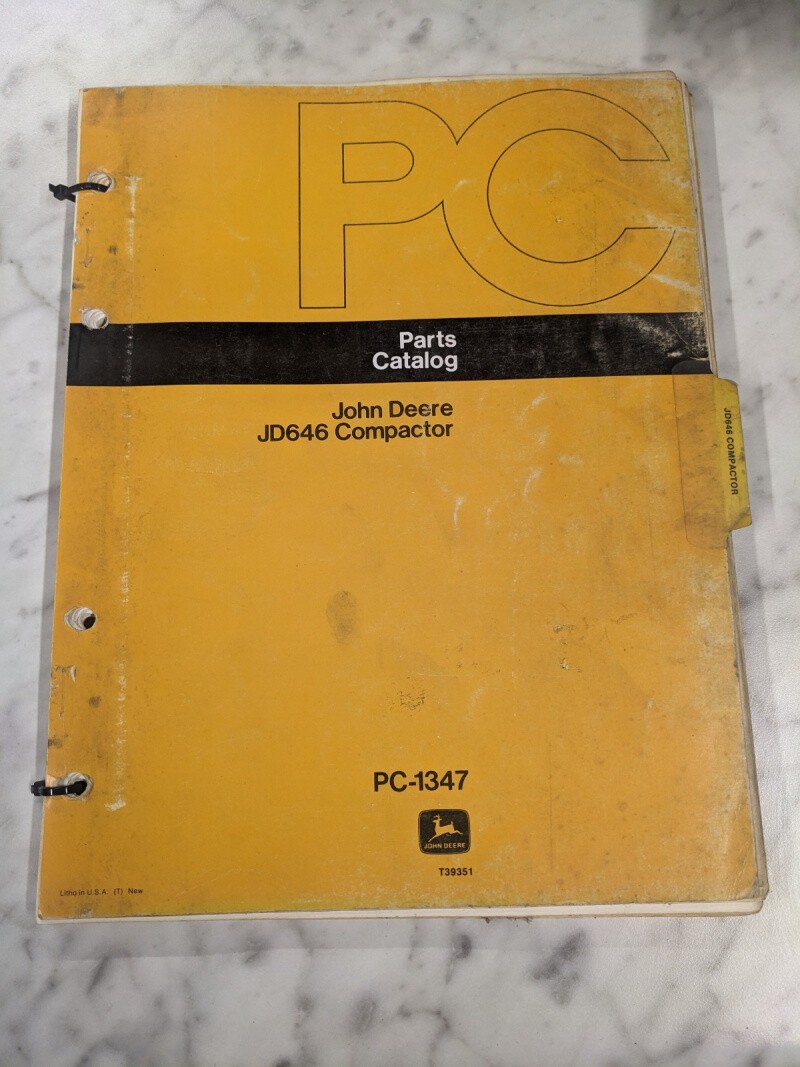 PC
Parts
Catalog
John Deere
JD646 Compactor
JD646 COMPACTOR
PC-1347
JOHN DEERE
T39351
Litho in U.S.A. (T) New